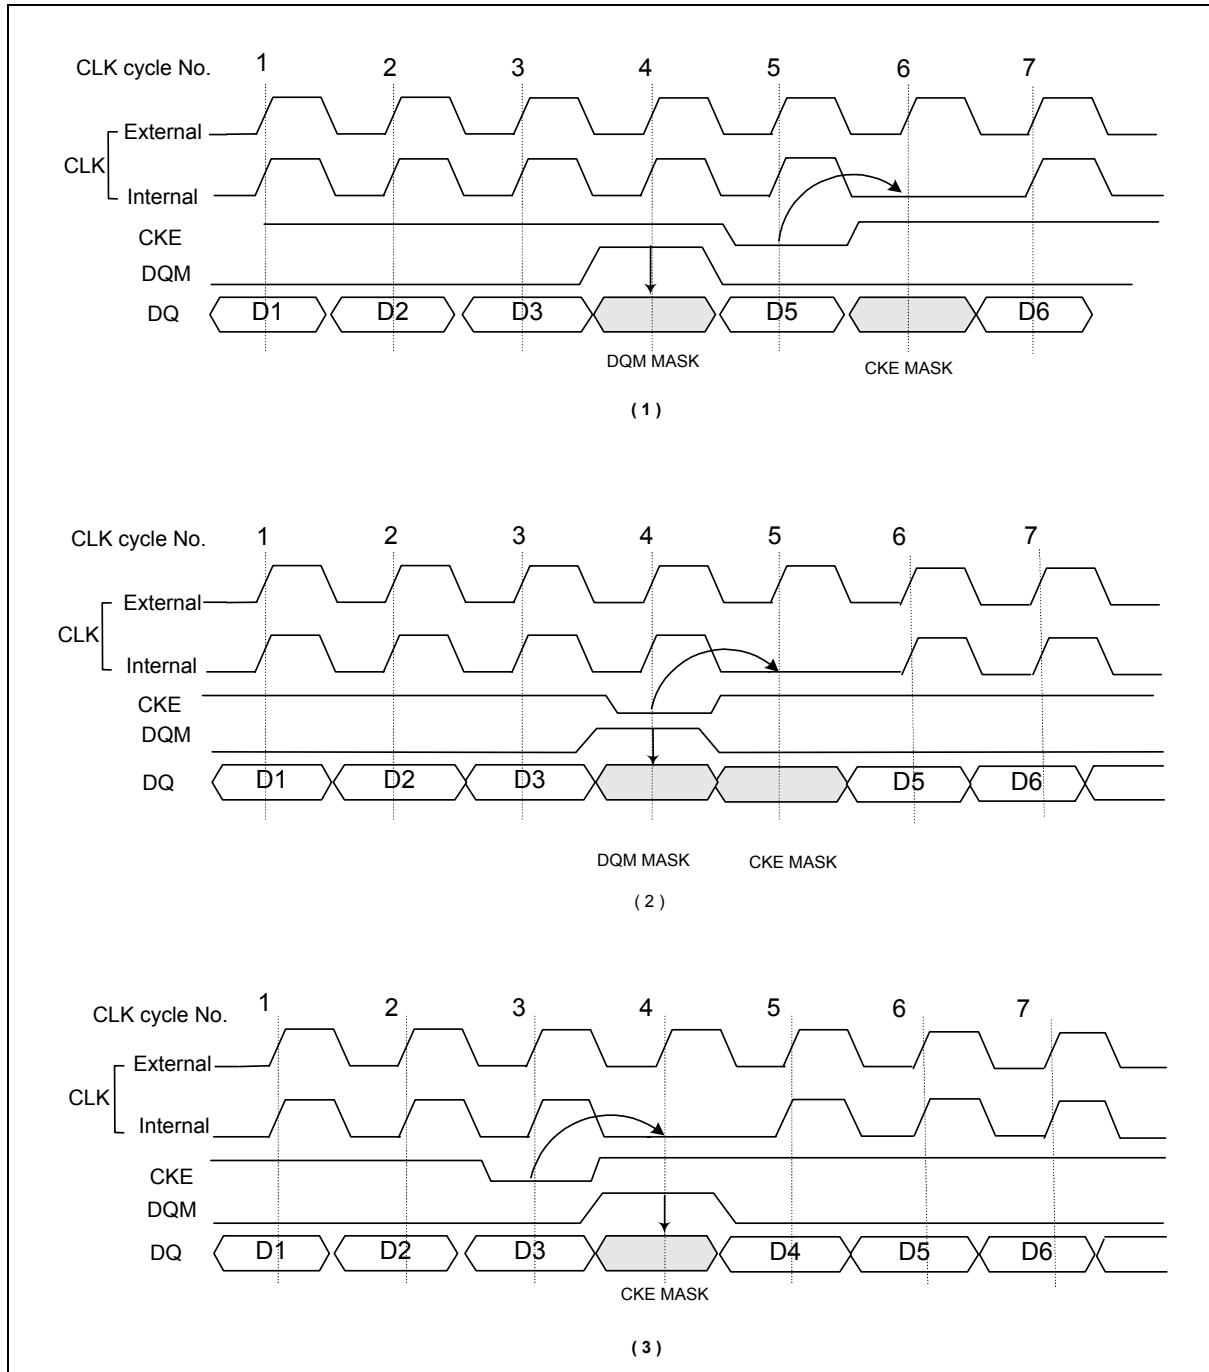 CLK cycle No. 1 2 3 4 5 6 7
External
CLK
Internal
CKE
DQM
DQ D1 D2 D3 D5 D6
DQM MASK CKE MASK
( 1 )
CLK cycle No. 1 2 3 4 5 6 7
External
CLK
Internal
CKE
DQM
DQ D1 D2 D3 D5 D6
DQM MASK CKE MASK
( 2 )
CLK cycle No. 1 2 3 4 5 6 7
External
CLK
Internal
CKE
DQM
DQ D1 D2 D3 D4 D5 D6
CKE MASK
( 3 )